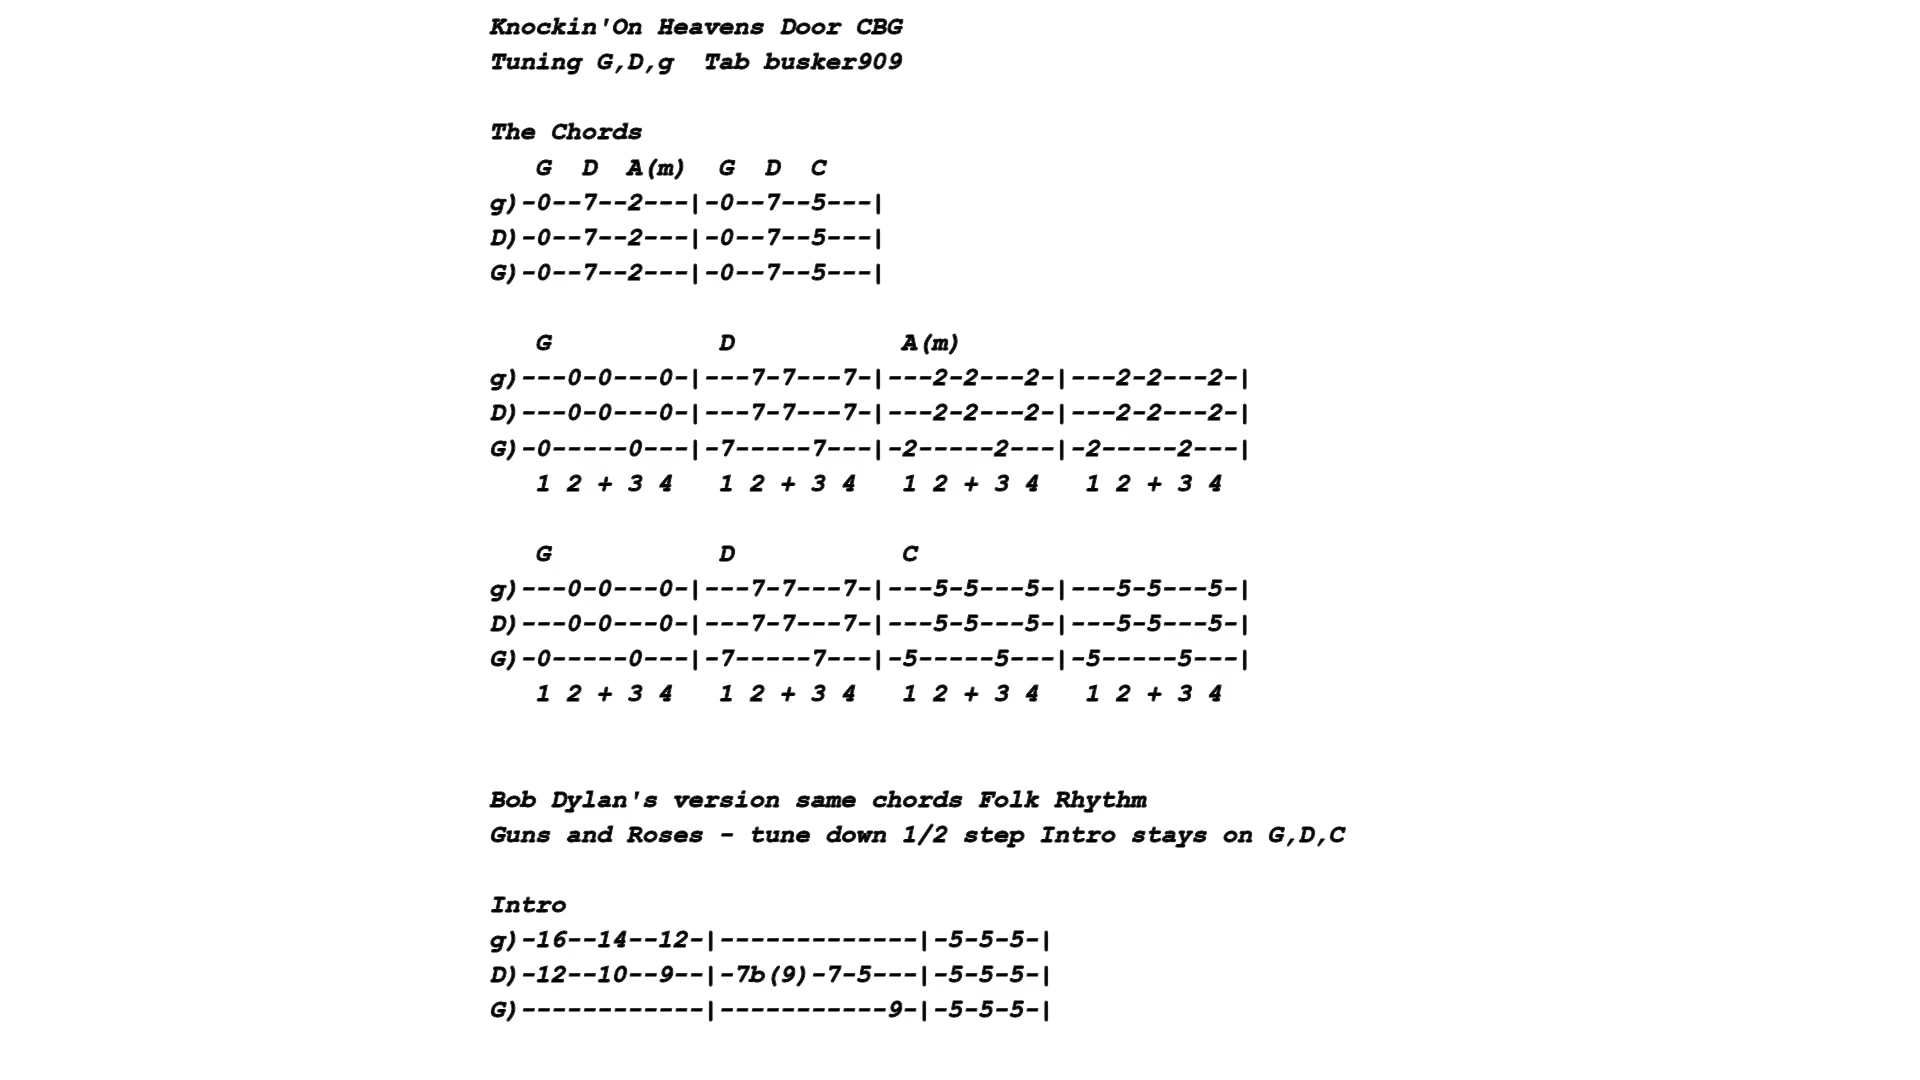 Knockin'On Heavens Door CBG
Tuning G,D,g  Tab busker909

The Chords
   G  D  A(m)  G  D  C
g)-0--7--2---|-0--7--5---|
D)-0--7--2---|-0--7--5---|
G)-0--7--2---|-0--7--5---|

   G           D           A(m)
g)---0-0---0-|---7-7---7-|---2-2---2-|---2-2---2-|
D)---0-0---0-|---7-7---7-|---2-2---2-|---2-2---2-|
G)-0-----0---|-7-----7---|-2-----2---|-2-----2---|
   1 2 + 3 4   1 2 + 3 4   1 2 + 3 4   1 2 + 3 4

   G           D           C
g)---0-0---0-|---7-7---7-|---5-5---5-|---5-5---5-|
D)---0-0---0-|---7-7---7-|---5-5---5-|---5-5---5-|
G)-0-----0---|-7-----7---|-5-----5---|-5-----5---|
   1 2 + 3 4   1 2 + 3 4   1 2 + 3 4   1 2 + 3 4

Bob Dylan's version same chords Folk Rhythm
Guns and Roses - tune down 1/2 step Intro stays on G,D,C

Intro
g)-16--14--12-|-------------|-5-5-5-|
D)-12--10--9--|-7b(9)-7-5---|-5-5-5-|
G)------------|-----------9-|-5-5-5-|